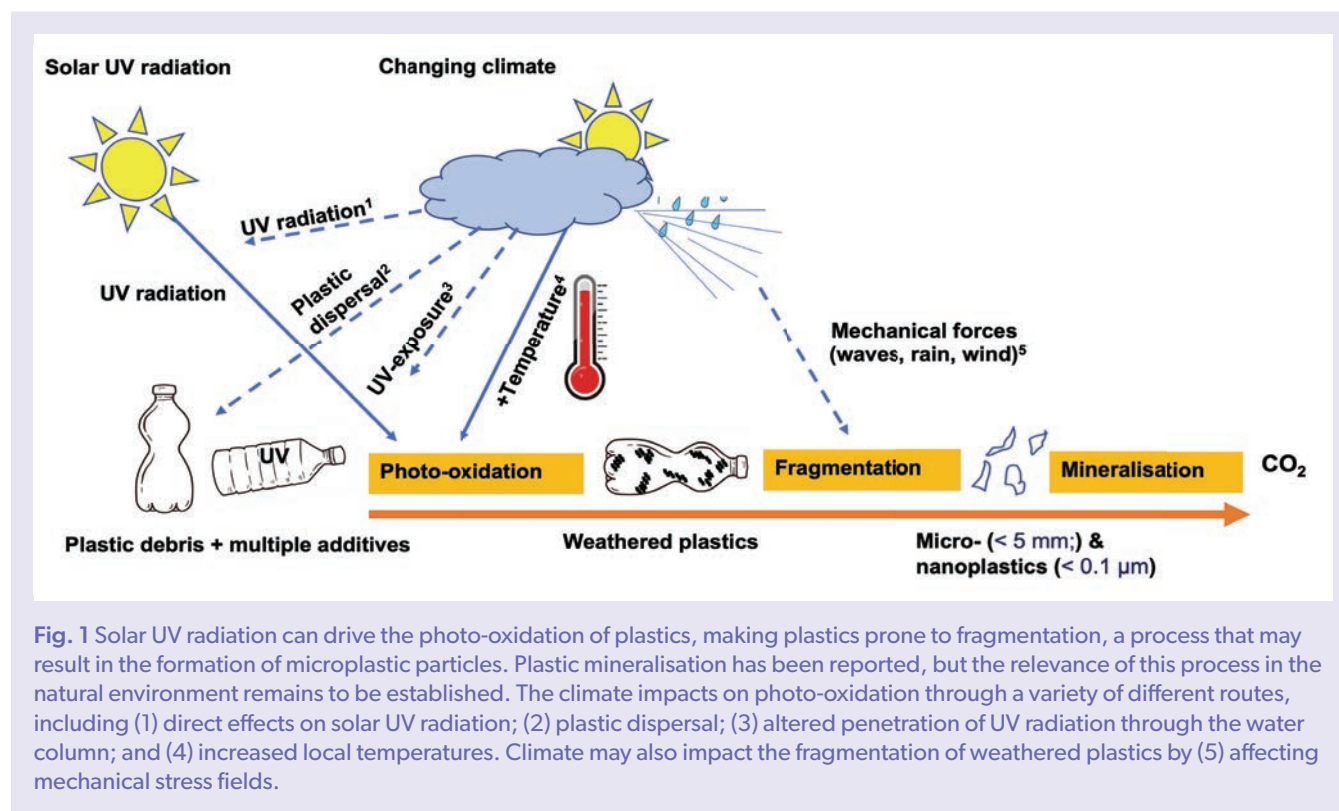 Solar UV radiation
Changing climate
UV radiation¹
UV radiation
Plastic
dispersal²
UV-exposure³
+Temperature⁴
Mechanical forces
(waves, rain, wind)⁵
UV
Photo-oxidation
Fragmentation
Mineralisation
CO₂
Plastic debris + multiple additives
Weathered plastics
Micro- (< 5 mm;) &
nanoplastics (< 0.1 µm)
Fig. 1 Solar UV radiation can drive the photo-oxidation of plastics, making plastics prone to fragmentation, a process that may
result in the formation of microplastic particles. Plastic mineralisation has been reported, but the relevance of this process in the
natural environment remains to be established. The climate impacts on photo-oxidation through a variety of different routes,
including (1) direct effects on solar UV radiation; (2) plastic dispersal; (3) altered penetration of UV radiation through the water
column; and (4) increased local temperatures. Climate may also impact the fragmentation of weathered plastics by (5) affecting
mechanical stress fields.